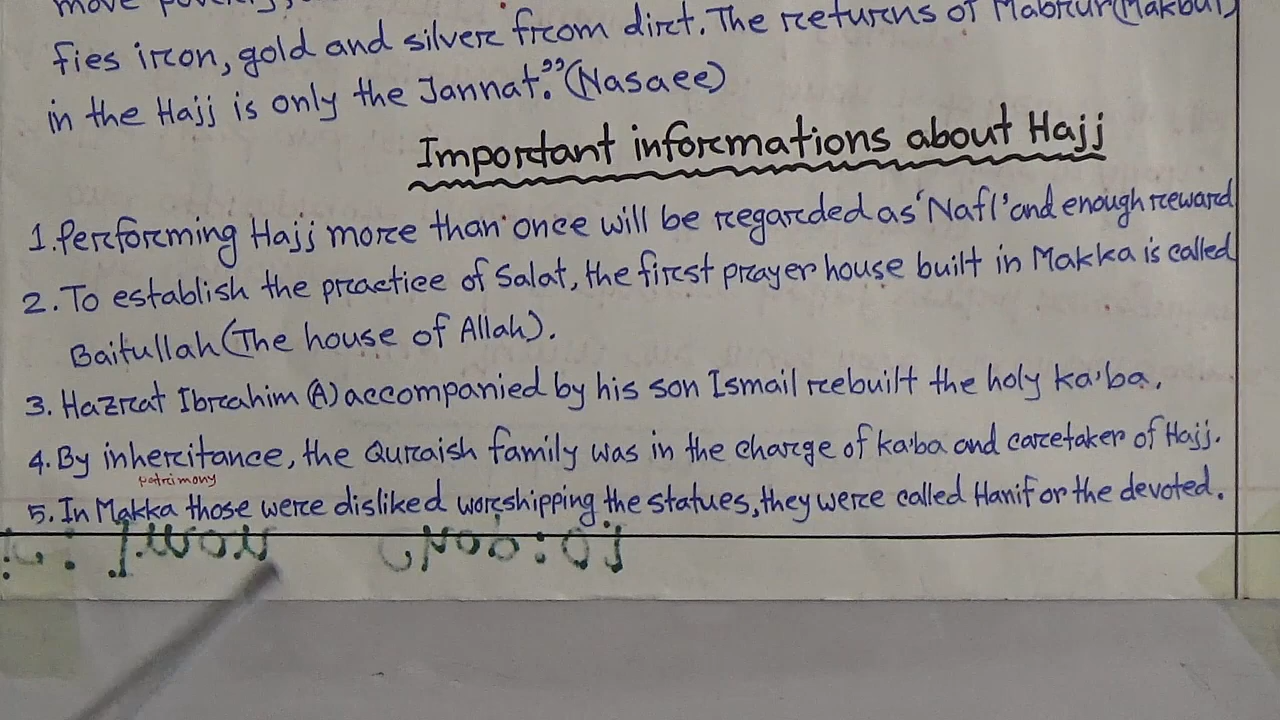 fies iron, gold and silver from dirt. The returns of Mabrur(Makbul)
in the Hajj is only the Jannat.”(Nasaee)
Important informations about Hajj
1. Performing Hajj more than once will be regarded as ‘Nafl’ and enough reward
2. To establish the practice of Salat, the first prayer house built in Makka is called
Baitullah (The house of Allah).
3. Hazrat Ibrahim (A) accompanied by his son Ismail rebuilt the holy ka'ba.
4. By inheritance, the Quraish family was in the charge of ka'ba and caretaker of Hajj.
patrimony
5. In Makka those were disliked worshipping the statues, they were called Hanif or the devoted.